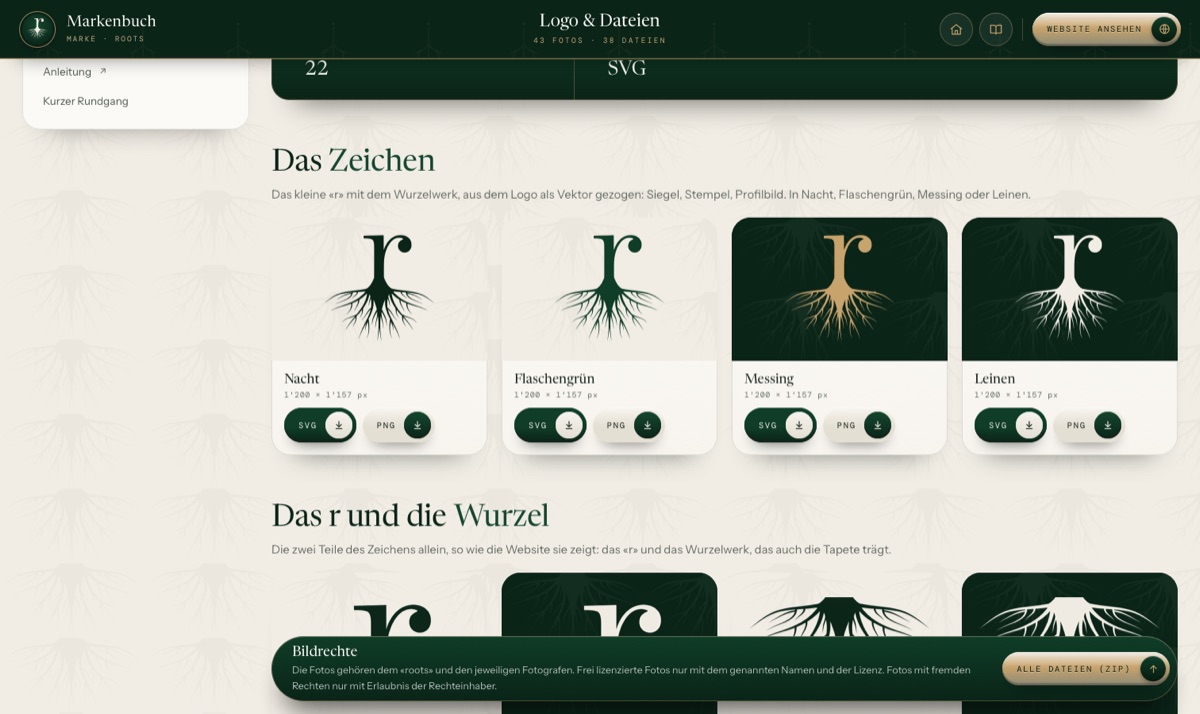 Markenbuch
MARKE · ROOTS
Logo & Dateien
43 FOTOS · 38 DATEIEN
WEBSITE ANSEHEN
Anleitung ↗
Kurzer Rundgang
22
SVG
Das Zeichen
Das kleine «r» mit dem Wurzelwerk, aus dem Logo als Vektor gezogen: Siegel, Stempel, Profilbild. In Nacht, Flaschengrün, Messing oder Leinen.
r
r
r
r
Nacht
1'200 × 1'157 px
SVG
PNG
Flaschengrün
1'200 × 1'157 px
SVG
PNG
Messing
1'200 × 1'157 px
SVG
PNG
Leinen
1'200 × 1'157 px
SVG
PNG
Das r und die Wurzel
Die zwei Teile des Zeichens allein, so wie die Website sie zeigt: das «r» und das Wurzelwerk, das auch die Tapete trägt.
r
r
Bildrechte
Die Fotos gehören dem «roots» und den jeweiligen Fotografen. Frei lizenzierte Fotos nur mit dem genannten Namen und der Lizenz. Fotos mit fremden
Rechten nur mit Erlaubnis der Rechteinhaber.
ALLE DATEIEN (ZIP)